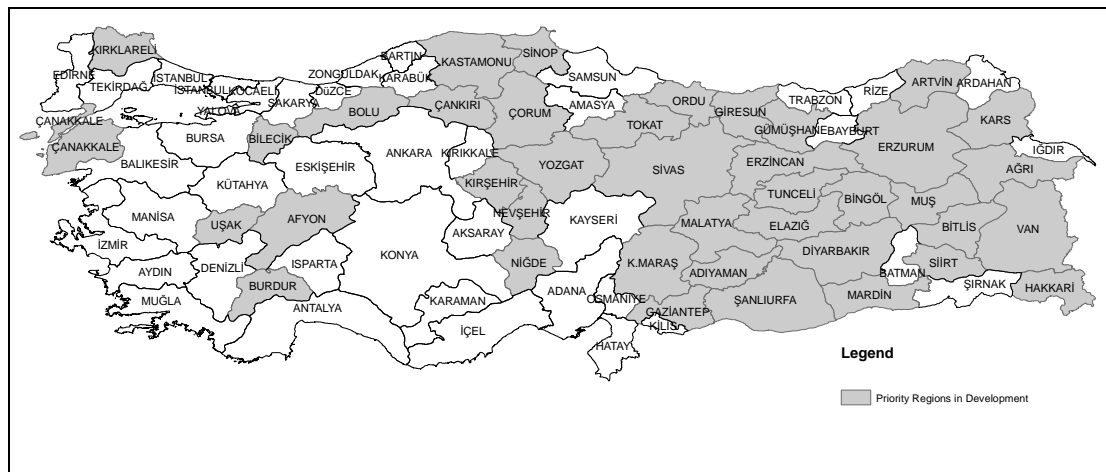 KIRKLARELİ
EDİRNE
TEKİRDAĞ
İSTANBUL
İSTANBUL
KOCAELİ
YALOVA
SAKARYA
DüZCE
ZONGULDAK
BARTIN
KARABÜK
KASTAMONU
SİNOP
SAMSUN
ÇANAKKALE
ÇANAKKALE
BALIKESİR
BURSA
BİLECİK
BOLU
ÇANKIRI
ÇORUM
AMASYA
ORDU
GİRESUN
TRABZON
RİZE
ARTVİN
ARDAHAN
KARS
TOKAT
GÜMÜŞHANE
BAYBURT
ERZURUM
IĞDIR
AĞRI
ESKİŞEHİR
ANKARA
KIRIKKALE
YOZGAT
SİVAS
ERZİNCAN
KÜTAHYA
KIRŞEHİR
TUNCELİ
BİNGÖL
MUŞ
MANİSA
UŞAK
AFYON
NEVŞEHİR
KAYSERİ
MALATYA
ELAZIĞ
BİTLİS
VAN
İZMİR
AKSARAY
KONYA
DİYARBAKIR
AYDIN
DENİZLİ
ISPARTA
NİĞDE
K.MARAŞ
ADIYAMAN
BATMAN
SİİRT
BURDUR
MUĞLA
ANTALYA
KARAMAN
ADANA
OSMANİYE
ŞANLIURFA
MARDİN
ŞIRNAK
HAKKARİ
GAZİANTEP
KİLİS
İÇEL
HATAY
Legend
Priority Regions in Development